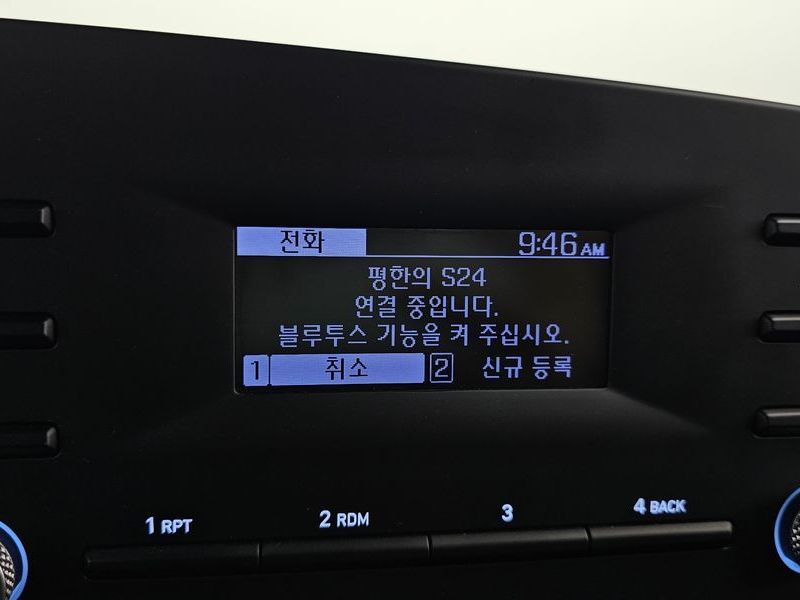 전화 9:46 AM
평한의 S24
연결 중입니다.
블루투스 기능을 켜 주십시오.
1 취소 2 신규 등록
1 RPT 2 RDM 3 4 BACK